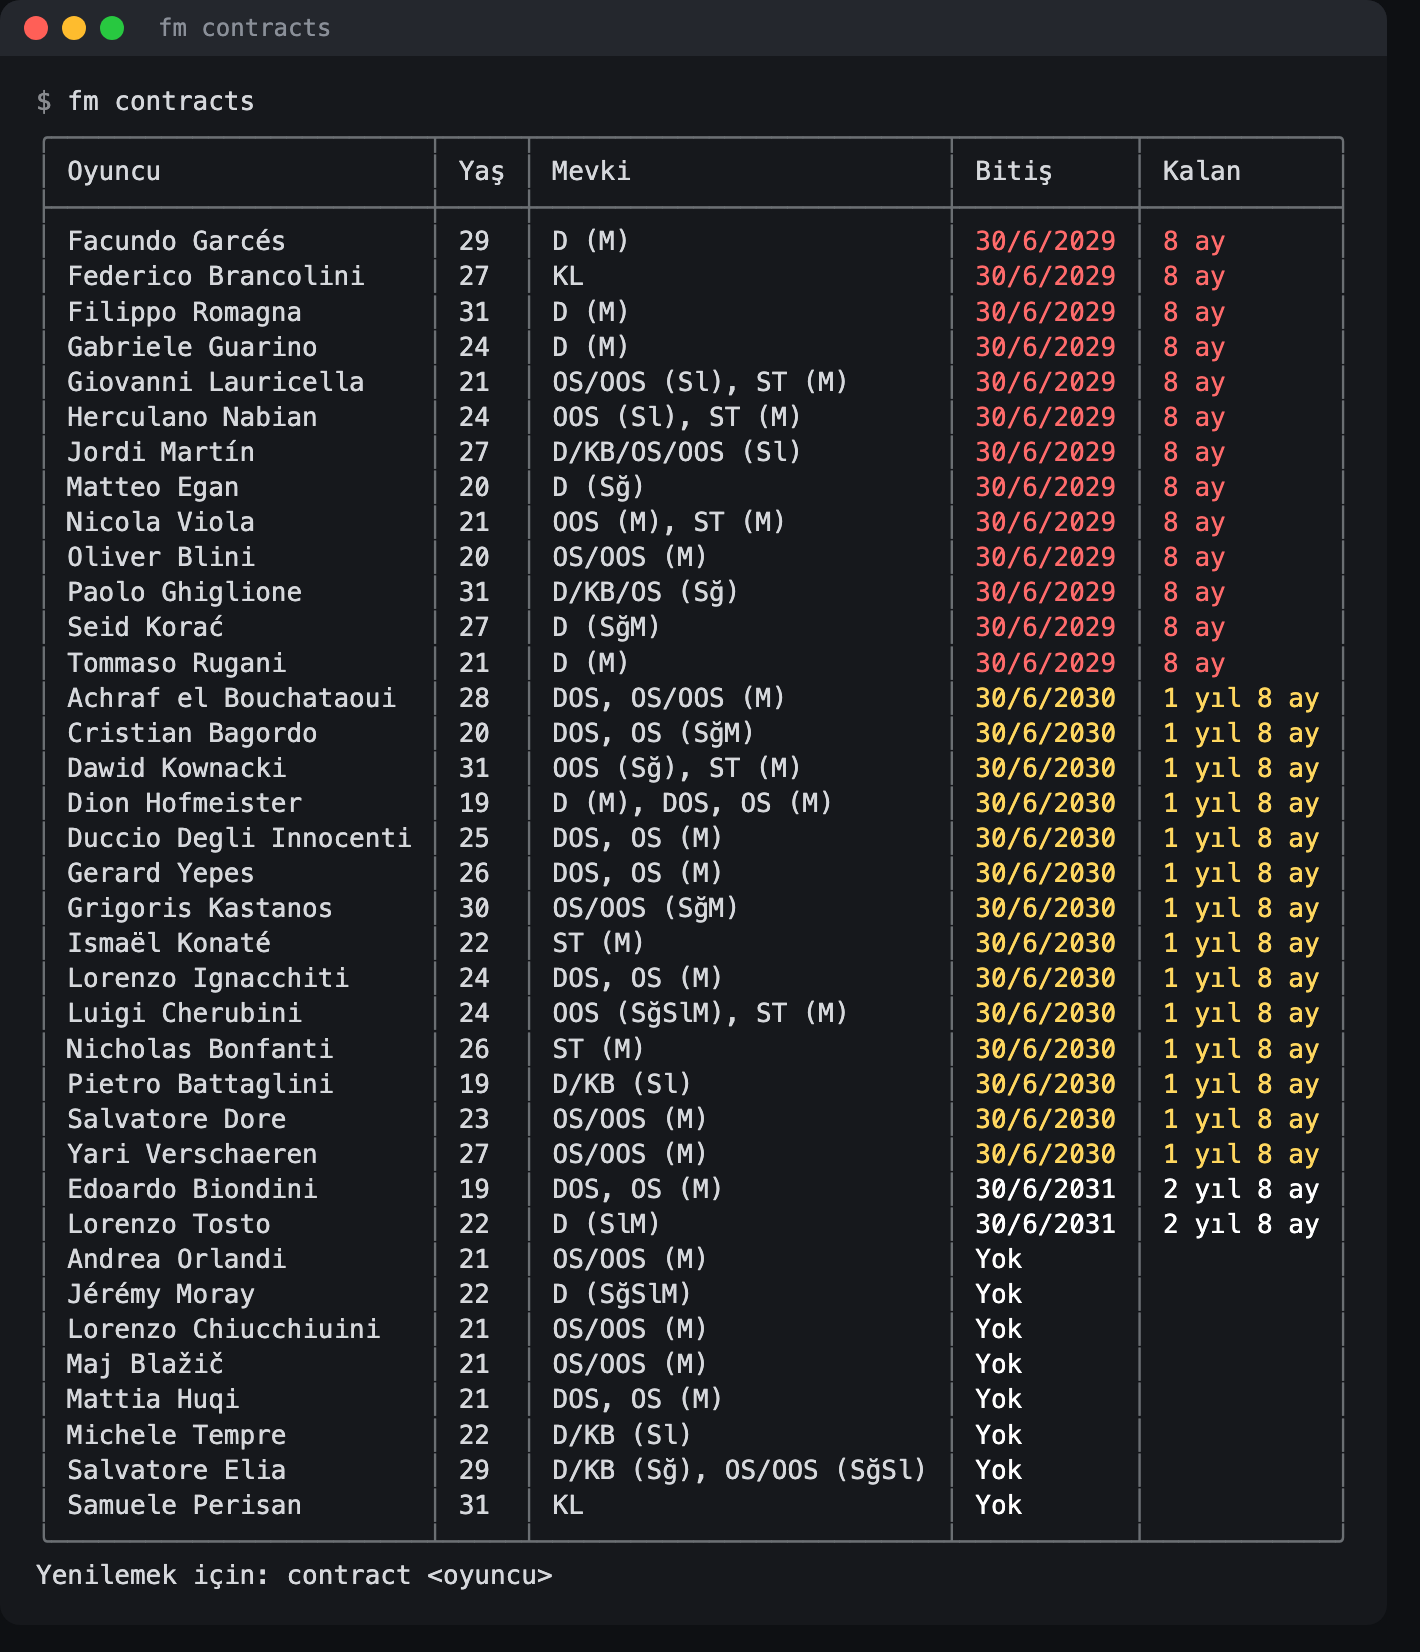 fm contracts
$ fm contracts
Oyuncu Yaş Mevki Bitiş Kalan
Facundo Garcés 29 D (M) 30/6/2029 8 ay
Federico Brancolini 27 KL 30/6/2029 8 ay
Filippo Romagna 31 D (M) 30/6/2029 8 ay
Gabriele Guarino 24 D (M) 30/6/2029 8 ay
Giovanni Lauricella 21 OS/OOS (Sl), ST (M) 30/6/2029 8 ay
Herculano Nabian 24 OOS (Sl), ST (M) 30/6/2029 8 ay
Jordi Martín 27 D/KB/OS/OOS (Sl) 30/6/2029 8 ay
Matteo Egan 20 D (Sğ) 30/6/2029 8 ay
Nicola Viola 21 OOS (M), ST (M) 30/6/2029 8 ay
Oliver Blini 20 OS/OOS (M) 30/6/2029 8 ay
Paolo Ghiglione 31 D/KB/OS (Sğ) 30/6/2029 8 ay
Seid Korać 27 D (SğM) 30/6/2029 8 ay
Tommaso Rugani 21 D (M) 30/6/2029 8 ay
Achraf el Bouchataoui 28 DOS, OS/OOS (M) 30/6/2030 1 yıl 8 ay
Cristian Bagordo 20 DOS, OS (SğM) 30/6/2030 1 yıl 8 ay
Dawid Kownacki 31 OOS (Sğ), ST (M) 30/6/2030 1 yıl 8 ay
Dion Hofmeister 19 D (M), DOS, OS (M) 30/6/2030 1 yıl 8 ay
Duccio Degli Innocenti 25 DOS, OS (M) 30/6/2030 1 yıl 8 ay
Gerard Yepes 26 DOS, OS (M) 30/6/2030 1 yıl 8 ay
Grigoris Kastanos 30 OS/OOS (SğM) 30/6/2030 1 yıl 8 ay
Ismaël Konaté 22 ST (M) 30/6/2030 1 yıl 8 ay
Lorenzo Ignacchiti 24 DOS, OS (M) 30/6/2030 1 yıl 8 ay
Luigi Cherubini 24 OOS (SğSlM), ST (M) 30/6/2030 1 yıl 8 ay
Nicholas Bonfanti 26 ST (M) 30/6/2030 1 yıl 8 ay
Pietro Battaglini 19 D/KB (Sl) 30/6/2030 1 yıl 8 ay
Salvatore Dore 23 OS/OOS (M) 30/6/2030 1 yıl 8 ay
Yari Verschaeren 27 OS/OOS (M) 30/6/2030 1 yıl 8 ay
Edoardo Biondini 19 DOS, OS (M) 30/6/2031 2 yıl 8 ay
Lorenzo Tosto 22 D (SlM) 30/6/2031 2 yıl 8 ay
Andrea Orlandi 21 OS/OOS (M) Yok
Jérémy Moray 22 D (SğSlM) Yok
Lorenzo Chiucchiuini 21 OS/OOS (M) Yok
Maj Blažič 21 OS/OOS (M) Yok
Mattia Huqi 21 DOS, OS (M) Yok
Michele Tempre 22 D/KB (Sl) Yok
Salvatore Elia 29 D/KB (Sğ), OS/OOS (SğSl) Yok
Samuele Perisan 31 KL Yok
Yenilemek için: contract <oyuncu>